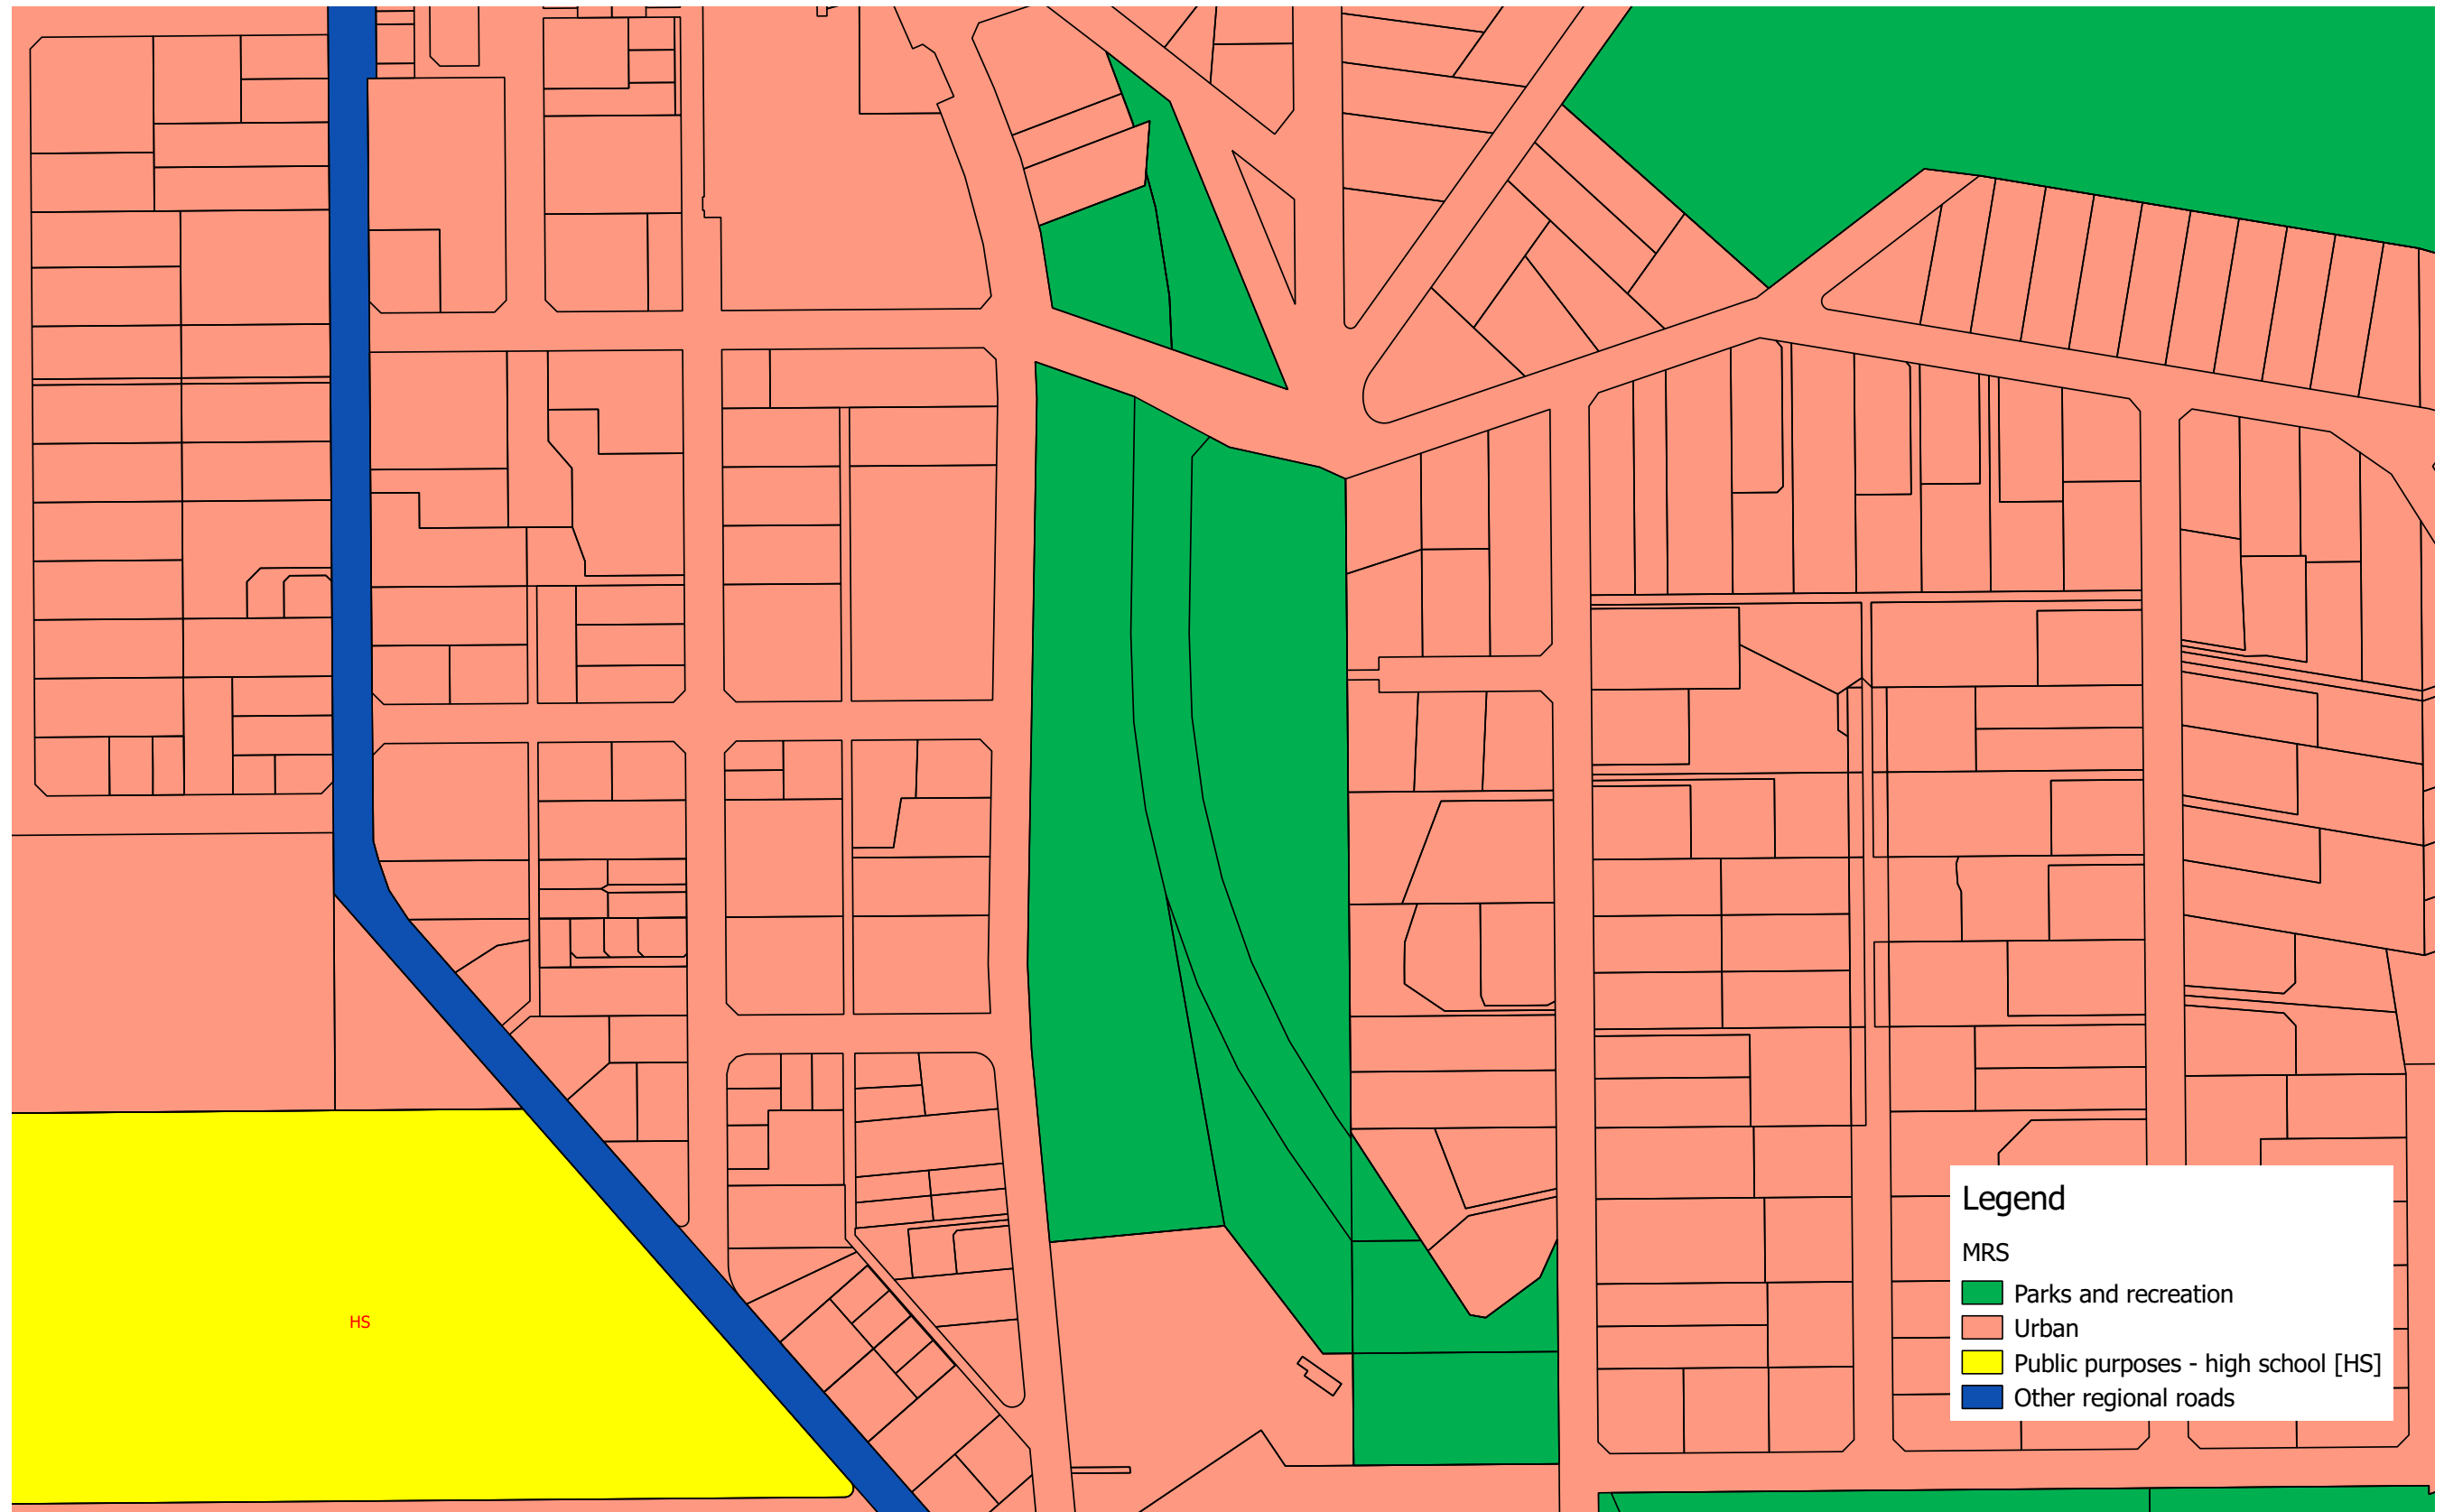 HS
Legend
MRS
Parks and recreation
Urban
Public purposes - high school [HS]
Other regional roads